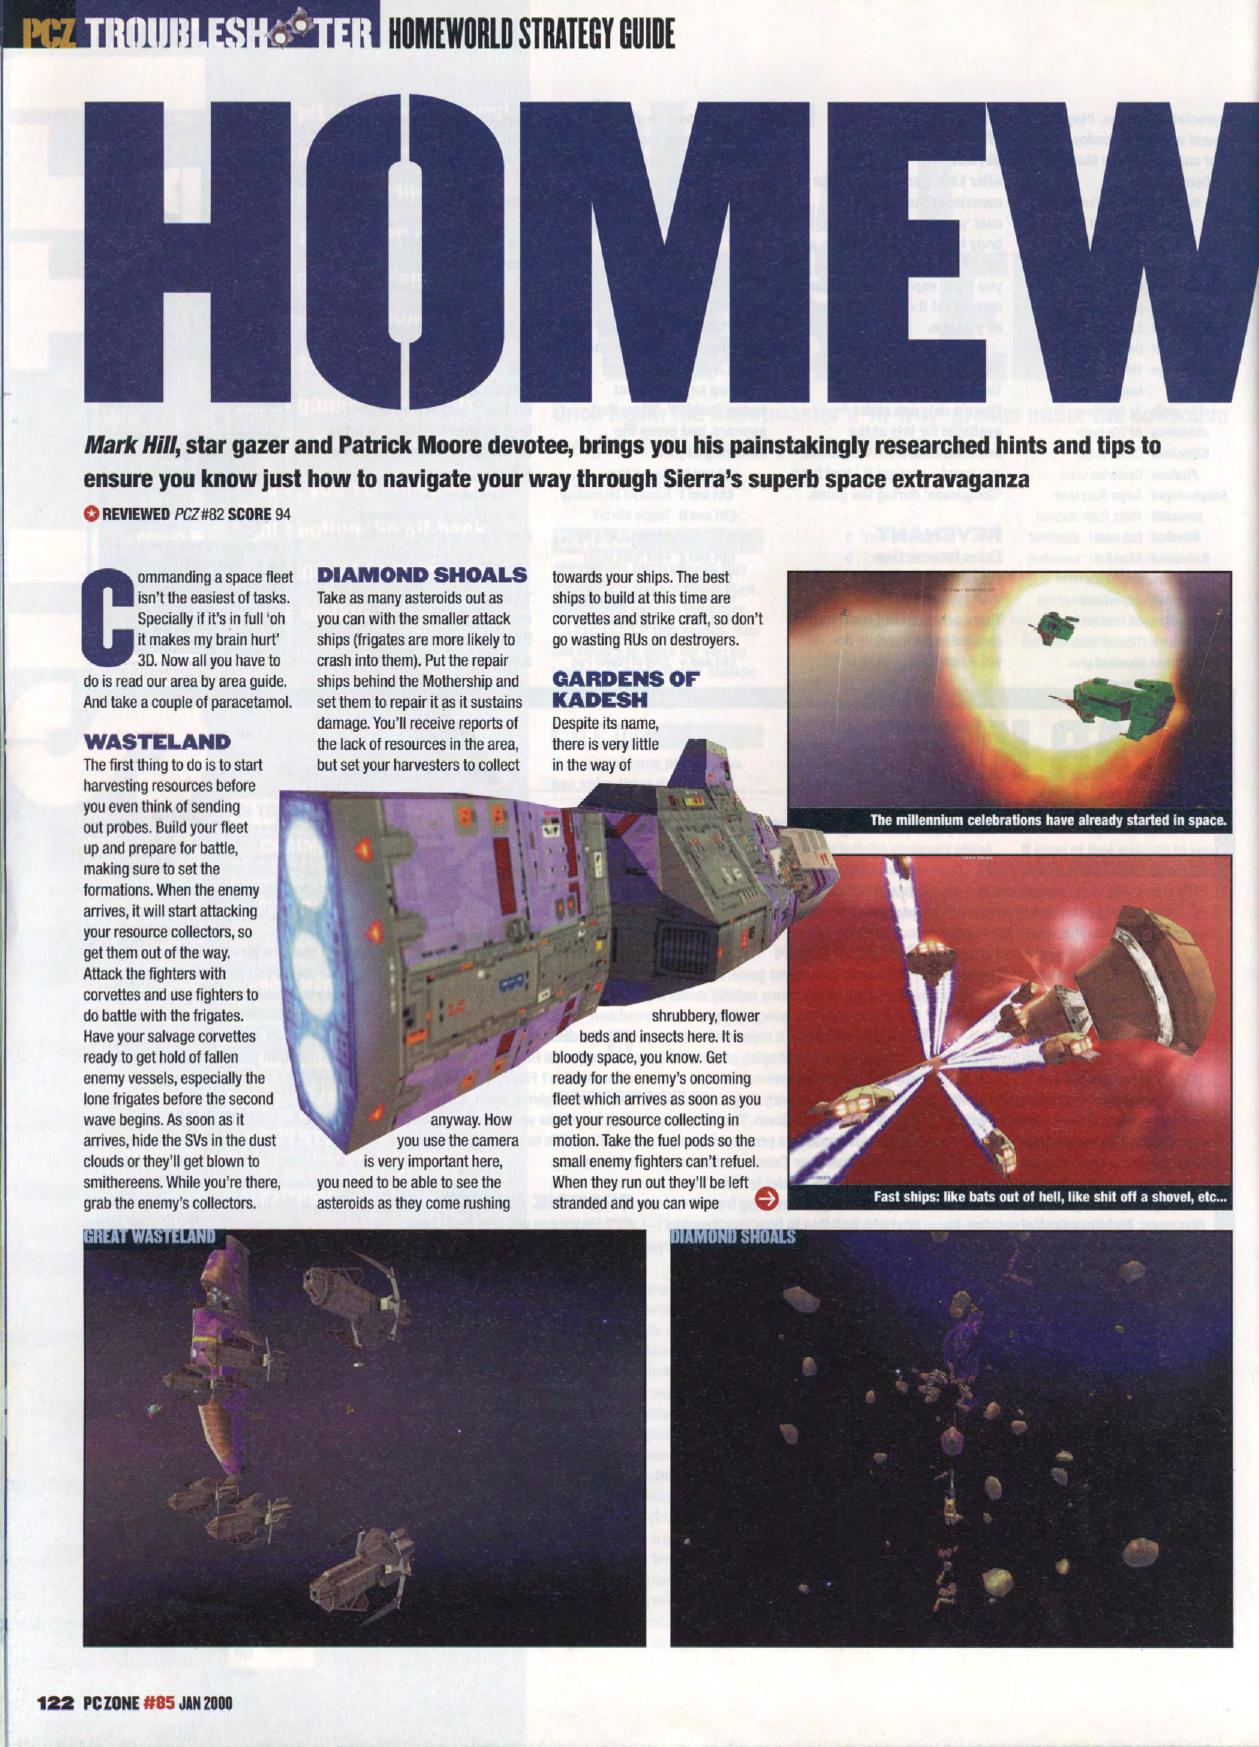 PCZ TROUBLESHOOTER HOMEWORLD STRATEGY GUIDE
HOMEW
Mark Hill, star gazer and Patrick Moore devotee, brings you his painstakingly researched hints and tips to
ensure you know just how to navigate your way through Sierra's superb space extravaganza
REVIEWED PCZ #82 SCORE 94
Commanding a space fleet
isn't the easiest of tasks.
Specially if it's in full 'oh
it makes my brain hurt'
3D. Now all you have to
do is read our area by area guide.
And take a couple of paracetamol.
WASTELAND
The first thing to do is to start
harvesting resources before
you even think of sending
out probes. Build your fleet
up and prepare for battle,
making sure to set the
formations. When the enemy
arrives, it will start attacking
your resource collectors, so
get them out of the way.
Attack the fighters with
corvettes and use fighters to
do battle with the frigates.
Have your salvage corvettes
ready to get hold of fallen
enemy vessels, especially the
lone frigates before the second
wave begins. As soon as it
arrives, hide the SVs in the dust
clouds or they'll get blown to
smithereens. While you're there,
grab the enemy's collectors.
DIAMOND SHOALS
Take as many asteroids out as
you can with the smaller attack
ships (frigates are more likely to
crash into them). Put the repair
ships behind the Mothership and
set them to repair it as it sustains
damage. You'll receive reports of
the lack of resources in the area,
but set your harvesters to collect
anyway. How
you use the camera
is very important here,
you need to be able to see the
asteroids as they come rushing
towards your ships. The best
ships to build at this time are
corvettes and strike craft, so don't
go wasting RUs on destroyers.
GARDENS OF
KADESH
Despite its name,
there is very little
in the way of
shrubbery, flower
beds and insects here. It is
bloody space, you know. Get
ready for the enemy's oncoming
fleet which arrives as soon as you
get your resource collecting in
motion. Take the fuel pods so the
small enemy fighters can't refuel.
When they run out they'll be left
stranded and you can wipe
The millennium celebrations have already started in space.
Fast ships: like bats out of hell, like shit off a shovel, etc...
GREAT WASTELAND
DIAMOND SHOALS
122 PCZONE #85 JAN 2000